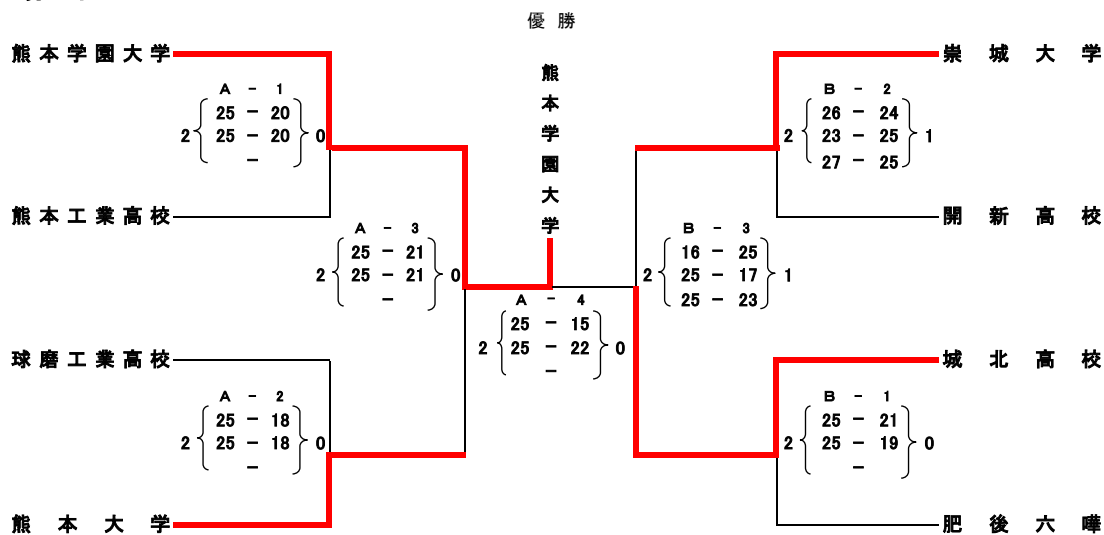 優 勝
熊本学園大学
崇城大学
熊本学園大学
A - 1
25 - 20
2 25 - 20 0
-
B - 2
26 - 24
2 23 - 25 1
27 - 25
熊本工業高校
開新高校
A - 3
25 - 21
2 25 - 21 0
-
B - 3
16 - 25
2 25 - 17 1
25 - 23
A - 4
25 - 15
2 25 - 22 0
-
球磨工業高校
城北高校
A - 2
25 - 18
2 25 - 18 0
-
B - 1
25 - 21
2 25 - 19 0
-
熊本大学
肥後六曄